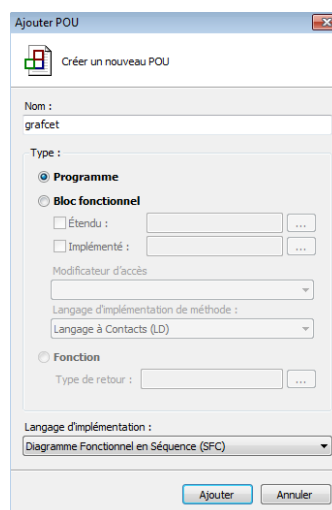 Ajouter POU
Créer un nouveau POU
Nom :
grafcet
Type :
Programme
Bloc fonctionnel
Étendu :
...
Implémenté :
...
Modificateur d'accès
Langage d'implémentation de méthode :
Langage à Contacts (LD)
Fonction
Type de retour :
...
Langage d'implémentation :
Diagramme Fonctionnel en Séquence (SFC)
Ajouter Annuler